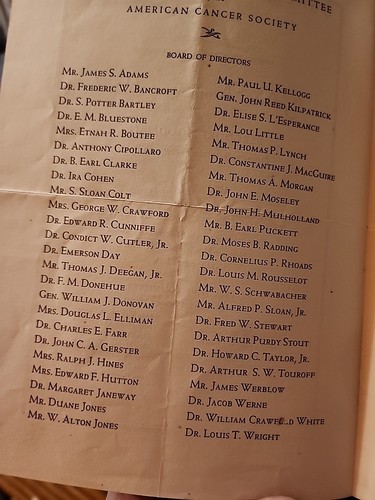 AMERICAN CANCER SOCIETY
BOARD OF DIRECTORS
Mr. James S. Adams
Dr. Frederic W. Bancroft
Dr. S. Potter Bartley
Dr. E. M. Bluestone
Mrs. Etnah R. Boutee
Dr. Anthony Cipollaro
Dr. B. Earl Clarke
Dr. Ira Cohen
Mr. S. Sloan Colt
Mrs. George W. Crawford
Dr. Edward R. Cunniffe
Dr. Condict W. Cutler, Jr.
Dr. Emerson Day
Mr. Thomas J. Deegan, Jr.
Dr. F. M. Donehue
Gen. William J. Donovan
Mrs. Douglas L. Elliman
Dr. Charles E. Farr
Dr. John C. A. Gerster
Mrs. Ralph J. Hines
Mrs. Edward F. Hutton
Dr. Margaret Janeway
Mr. Duane Jones
Mr. W. Alton Jones
Mr. Paul U. Kellogg
Gen. John Reed Kilpatrick
Dr. Elise S. L'Esperance
Mr. Lou Little
Mr. Thomas P. Lynch
Dr. Constantine J. MacGuire
Mr. Thomas A. Morgan
Dr. John E. Moseley
Dr. John H. Mulholland
Mr. B. Earl Puckett
Dr. Moses B. Radding
Dr. Cornelius P. Rhoads
Dr. Louis M. Rousselot
Mr. W. S. Schwabacher
Mr. Alfred P. Sloan, Jr.
Dr. Fred W. Stewart
Dr. Arthur Purdy Stout
Dr. Howard C. Taylor, Jr.
Dr. Arthur S. W. Touroff
Mr. James Werblow
Dr. Jacob Werne
Dr. William Crawford White
Dr. Louis T. Wright